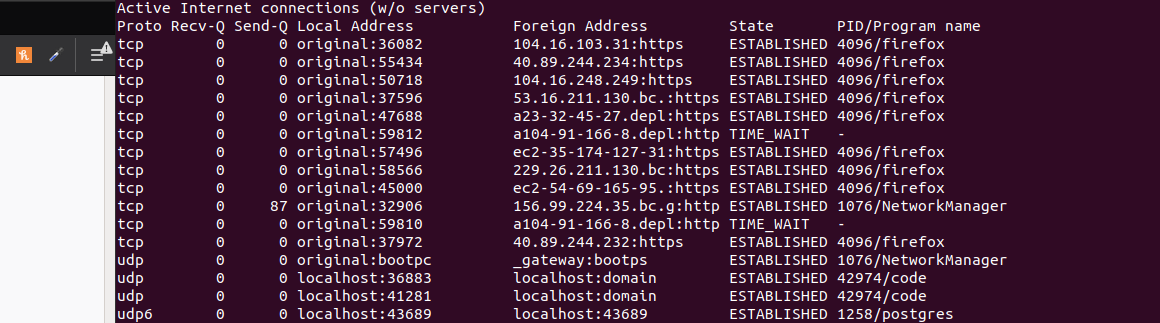 Active Internet connections (w/o servers)
Proto Recv-Q Send-Q Local Address           Foreign Address         State       PID/Program name
tcp        0      0 original:36082          104.16.103.31:https     ESTABLISHED 4096/firefox
tcp        0      0 original:55434          40.89.244.234:https     ESTABLISHED 4096/firefox
tcp        0      0 original:50718          104.16.248.249:https    ESTABLISHED 4096/firefox
tcp        0      0 original:37596          53.16.211.130.bc.:https ESTABLISHED 4096/firefox
tcp        0      0 original:47688          a23-32-45-27.depl:https ESTABLISHED 4096/firefox
tcp        0      0 original:59812          a104-91-166-8.depl:http TIME_WAIT   -
tcp        0      0 original:57496          ec2-35-174-127-31:https ESTABLISHED 4096/firefox
tcp        0      0 original:58566          229.26.211.130.bc:https ESTABLISHED 4096/firefox
tcp        0      0 original:45000          ec2-54-69-165-95.:https ESTABLISHED 4096/firefox
tcp        0     87 original:32906          156.99.224.35.bc.g:http ESTABLISHED 1076/NetworkManager
tcp        0      0 original:59810          a104-91-166-8.depl:http TIME_WAIT   -
tcp        0      0 original:37972          40.89.244.232:https     ESTABLISHED 4096/firefox
udp        0      0 original:bootpc         _gateway:bootps         ESTABLISHED 1076/NetworkManager
udp        0      0 localhost:36883         localhost:domain        ESTABLISHED 42974/code
udp        0      0 localhost:41281         localhost:domain        ESTABLISHED 42974/code
udp6       0      0 localhost:43689         localhost:43689         ESTABLISHED 1258/postgres